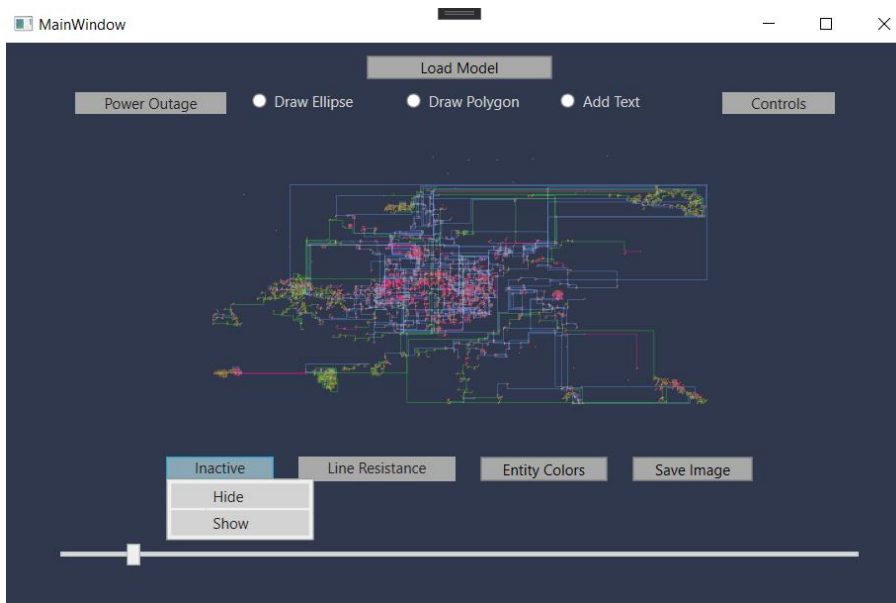 MainWindow
Load Model
Power Outage
Draw Ellipse
Draw Polygon
Add Text
Controls
Inactive
Line Resistance
Entity Colors
Save Image
Hide
Show